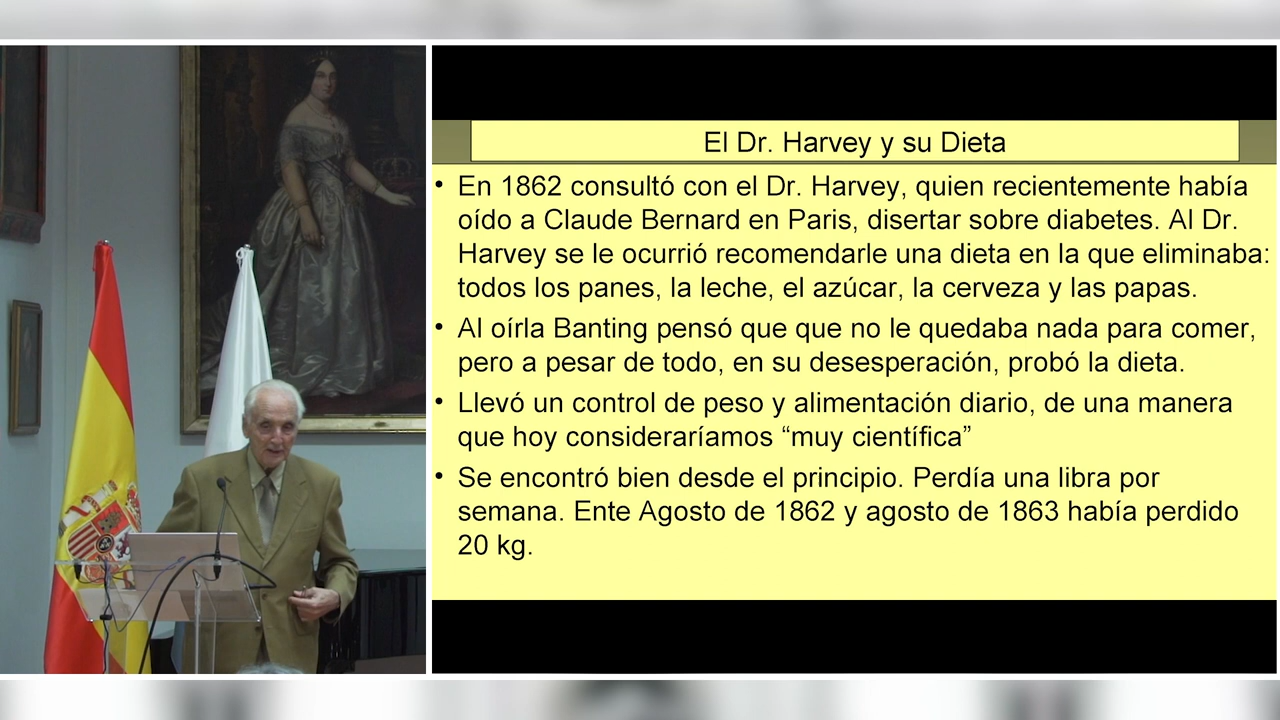 El Dr. Harvey y su Dieta
• En 1862 consultó con el Dr. Harvey, quien recientemente había
oído a Claude Bernard en Paris, disertar sobre diabetes. Al Dr.
Harvey se le ocurrió recomendarle una dieta en la que eliminaba:
todos los panes, la leche, el azúcar, la cerveza y las papas.
• Al oírla Banting pensó que que no le quedaba nada para comer,
pero a pesar de todo, en su desesperación, probó la dieta.
• Llevó un control de peso y alimentación diario, de una manera
que hoy consideraríamos “muy científica”
• Se encontró bien desde el principio. Perdía una libra por
semana. Ente Agosto de 1862 y agosto de 1863 había perdido
20 kg.